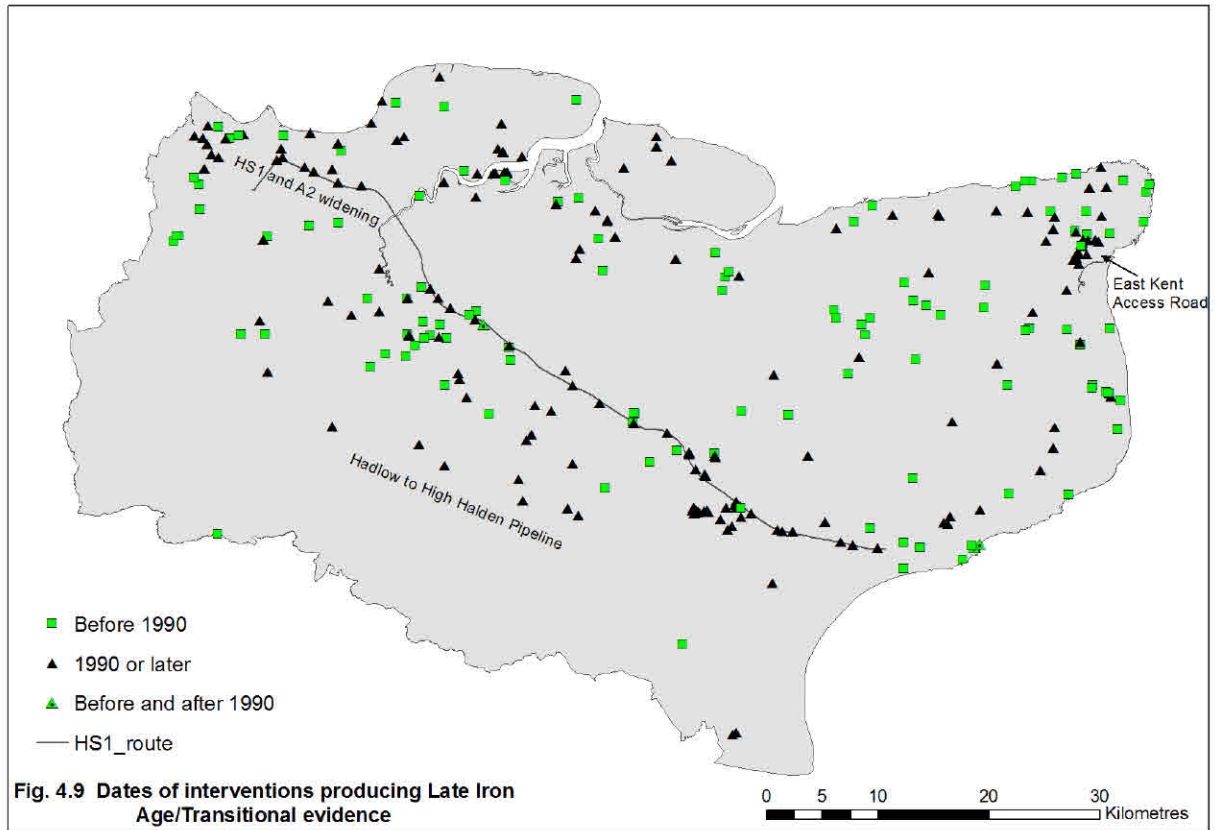 HS1 and A2 widening
East Kent
Access Road
Hadlow to High Halden Pipeline
Before 1990
1990 or later
Before and after 1990
HS1_route
Fig. 4.9 Dates of interventions producing Late Iron
Age/Transitional evidence
0 5 10 20 30
Kilometres